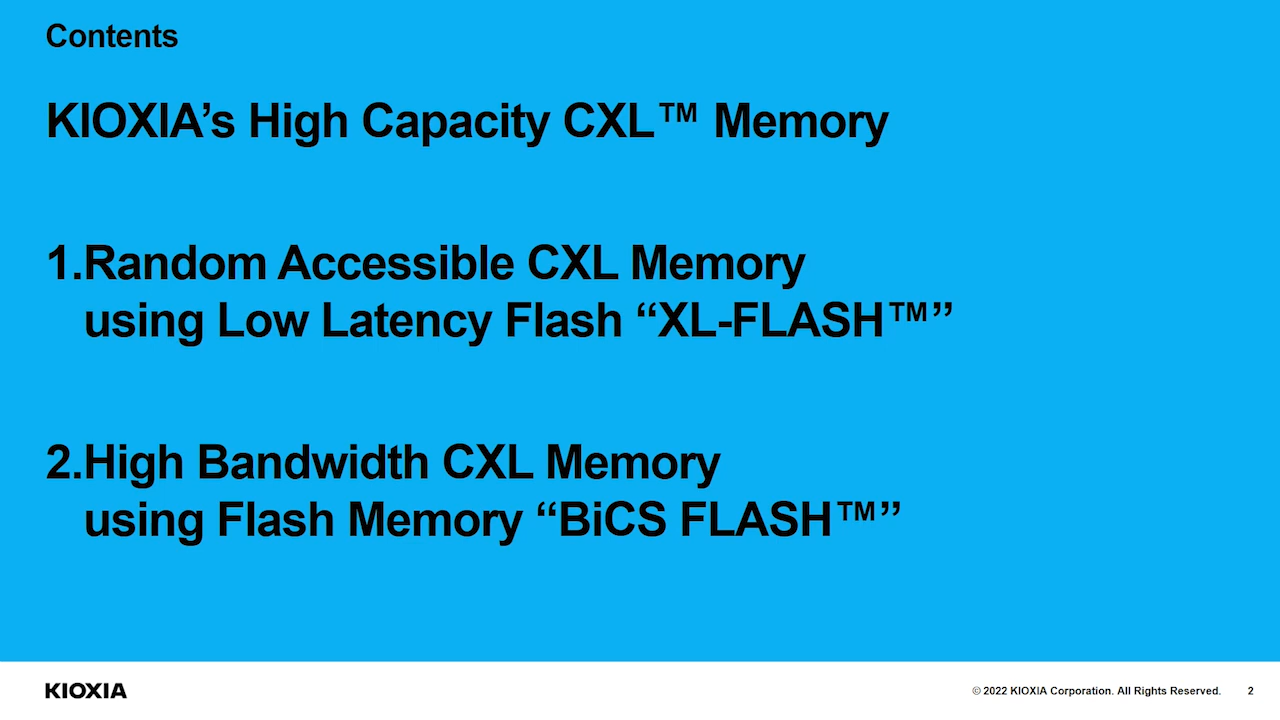 Contents
KIOXIA’s High Capacity CXL™ Memory
1.Random Accessible CXL Memory
using Low Latency Flash “XL-FLASH™”
2.High Bandwidth CXL Memory
using Flash Memory “BiCS FLASH™”
KIOXIA
© 2022 KIOXIA Corporation. All Rights Reserved. 2